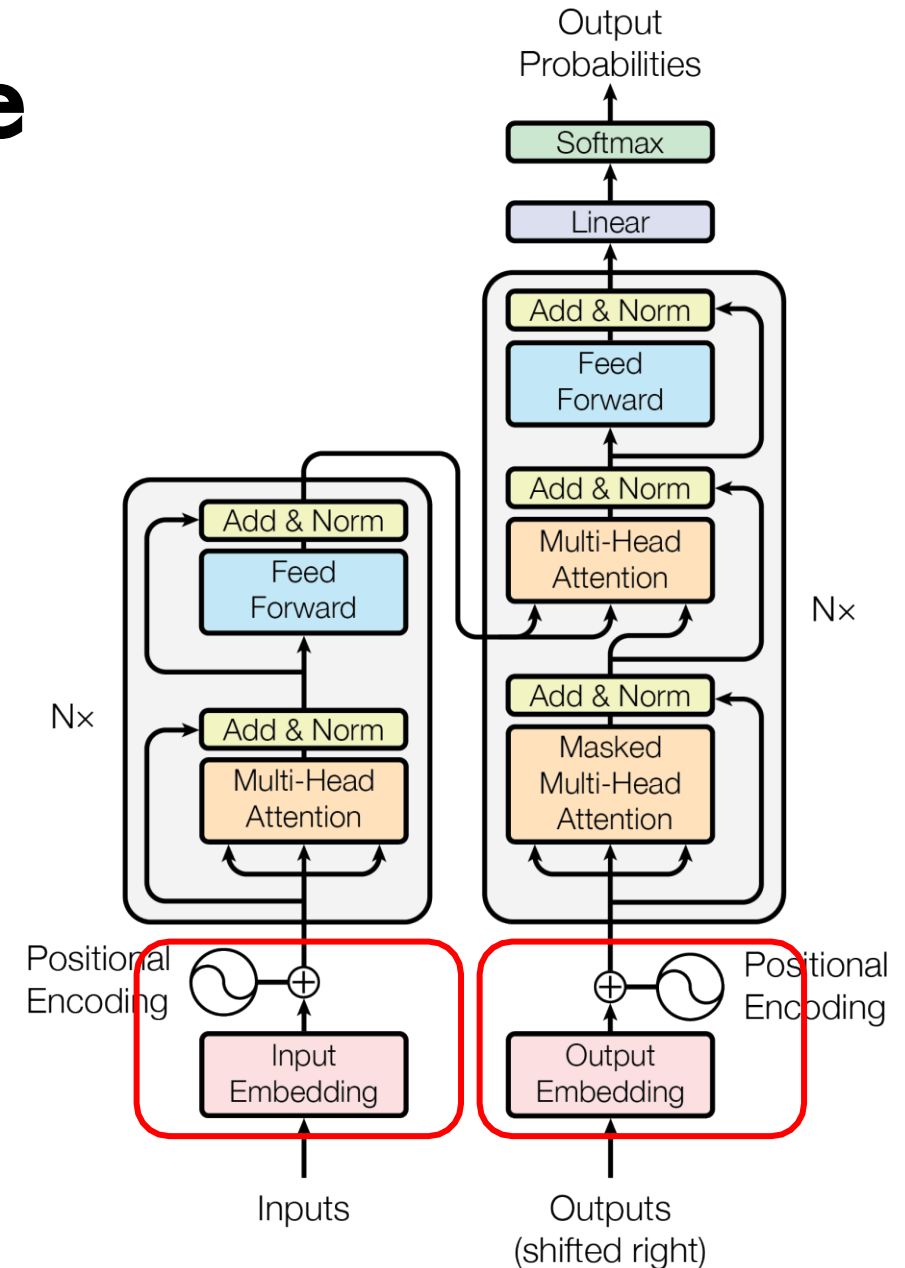 e
Output
Probabilities
Softmax
Linear
Add & Norm
Feed
Forward
Add & Norm
Multi-Head
Attention
Nx
Add & Norm
Masked
Multi-Head
Attention
Add & Norm
Feed
Forward
Nx
Add & Norm
Multi-Head
Attention
Positional
Encoding
Input
Embedding
Inputs
Positional
Encoding
Output
Embedding
Outputs
(shifted right)